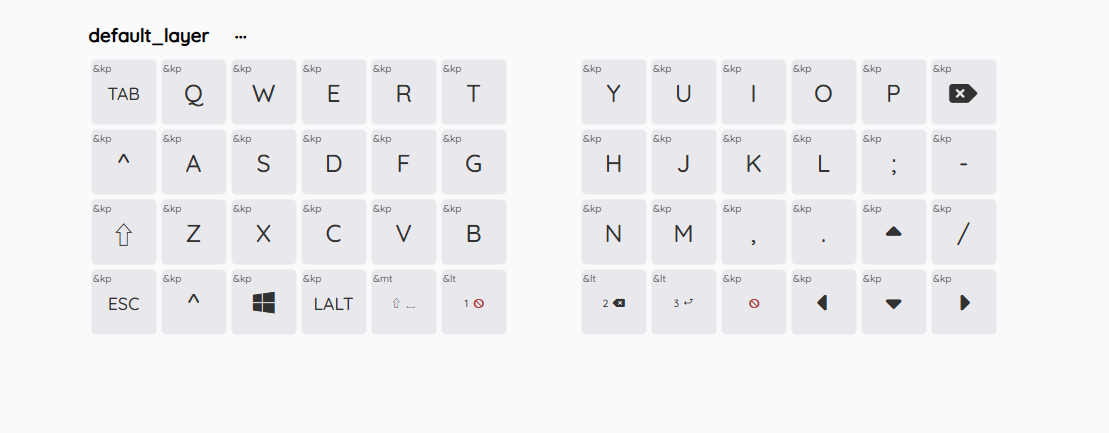 default_layer ...
&kp &kp &kp &kp &kp &kp &kp &kp &kp &kp &kp &kp
TAB Q W E R T Y U I O P
&kp &kp &kp &kp &kp &kp &kp &kp &kp &kp &kp &kp
^ A S D F G H J K L ; -
&kp &kp &kp &kp &kp &kp &kp &kp &kp &kp &kp &kp
⇧ Z X C V B N M , . /
&kp &kp &kp &kp &mt &lt &lt &lt &kp &kp &kp &kp
ESC ^ LALT ⇧ ⎵ 1 2 3